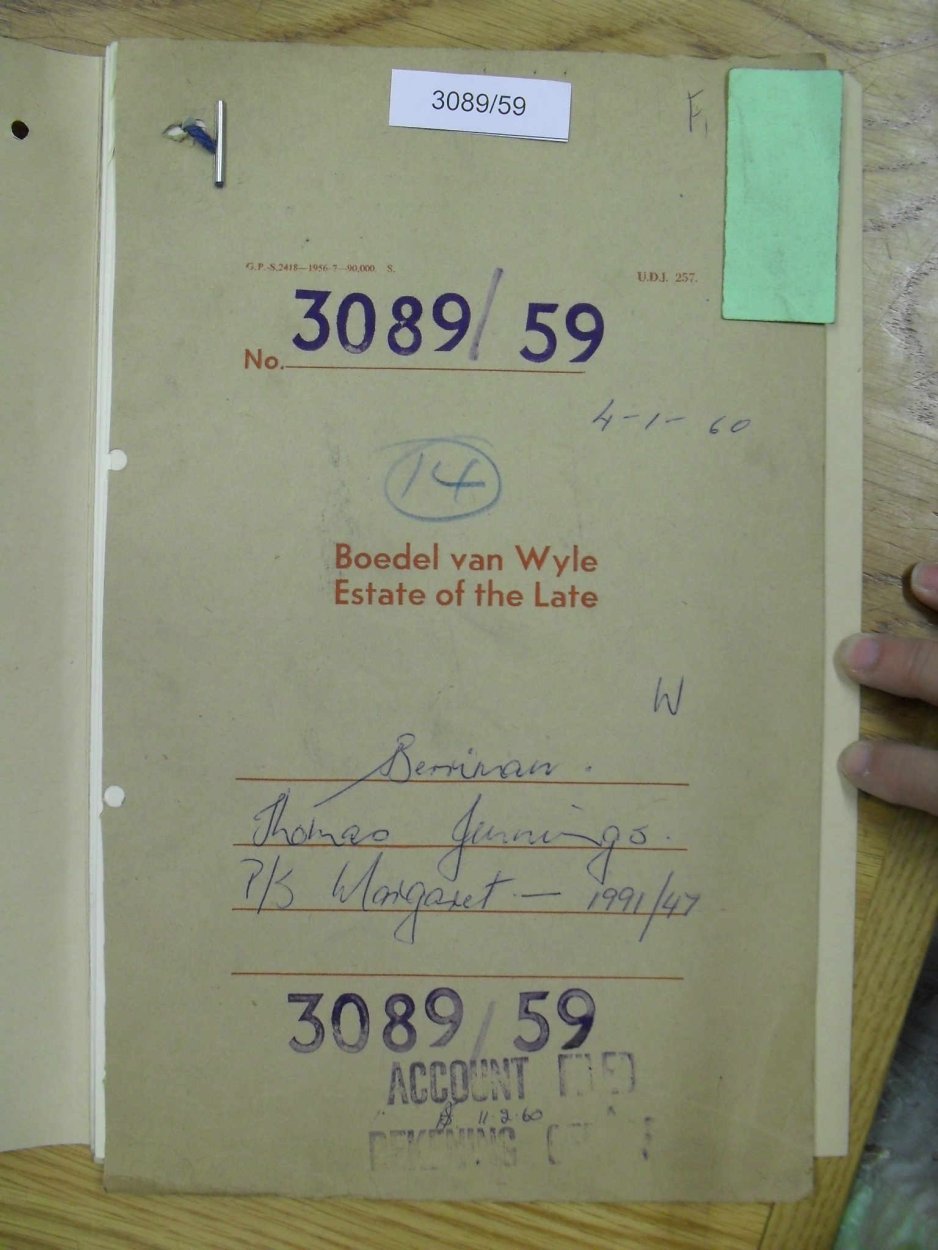 3089/59
F,
G.P.-S.2418—1956-7—90,000. S.
U.D.J. 257.
No. 3089/59
4-1-60
14
Boedel van Wyle
Estate of the Late
W
Berriman.
Thomas Jennings.
P/S Margaret — 1991/47
3089/59
ACCOUNT
11-2-60
REKENING